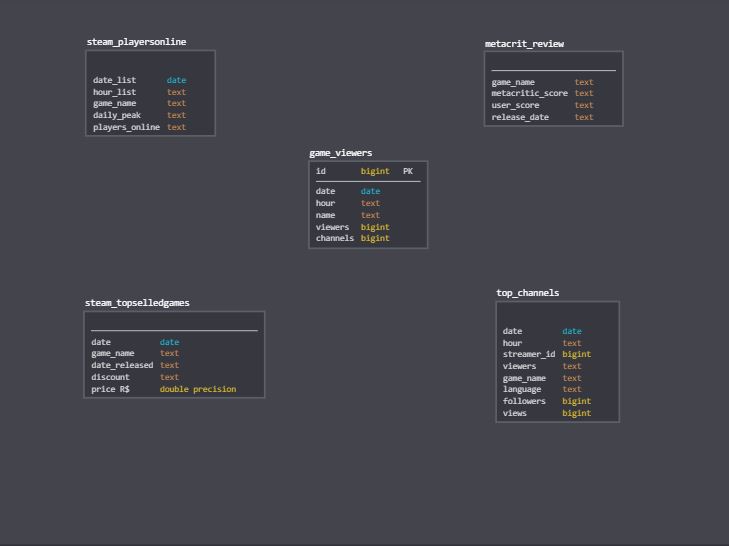 steam_playersonline
date_list date
hour_list text
game_name text
daily_peak text
players_online text
metacrit_review
game_name text
metacritic_score text
user_score text
release_date text
game_viewers
id bigint PK
date date
hour text
name text
viewers bigint
channels bigint
steam_topselledgames
date date
game_name text
date_released text
discount text
price R$ double precision
top_channels
date date
hour text
streamer_id bigint
viewers text
game_name text
language text
followers bigint
views bigint